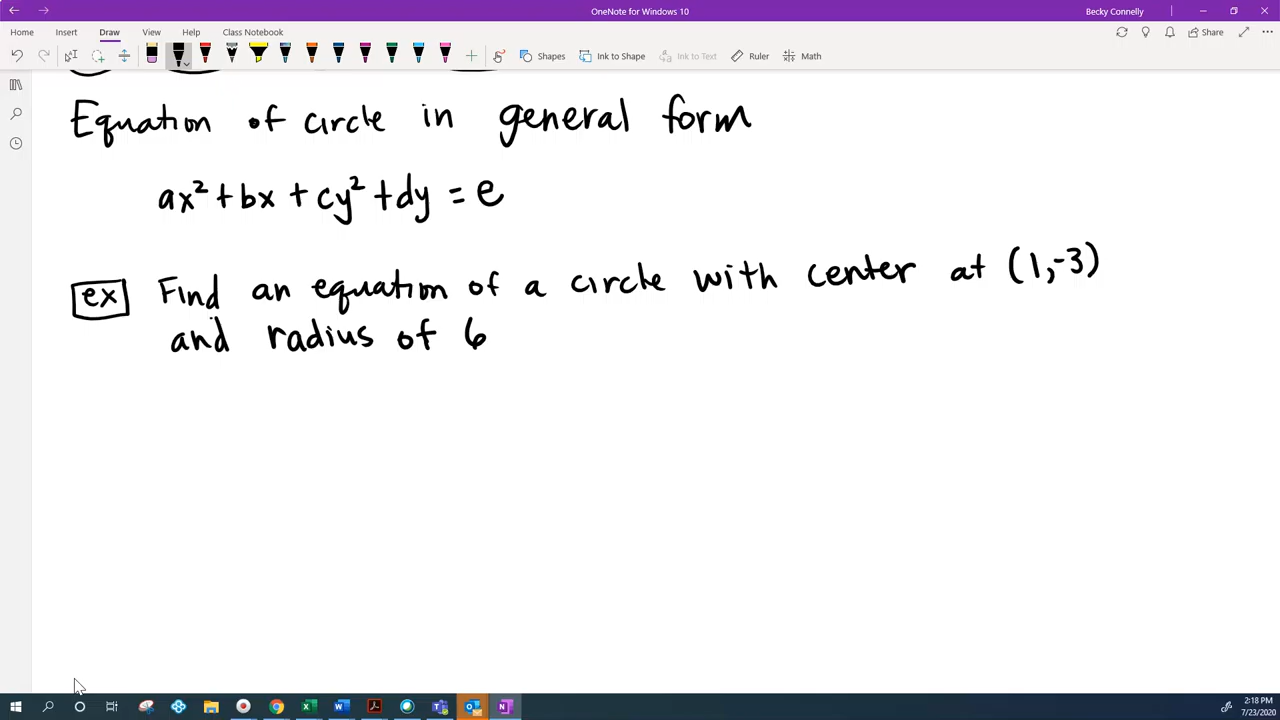 OneNote for Windows 10
Becky Connelly
Home Insert Draw View Help Class Notebook
Share
Shapes Ink to Shape Ink to Text Ruler Math
Equation of circle in general form
ax² + bx + cy² + dy = e
ex Find an equation of a circle with center at (1,-3)
and radius of 6
2:18 PM
7/23/2020